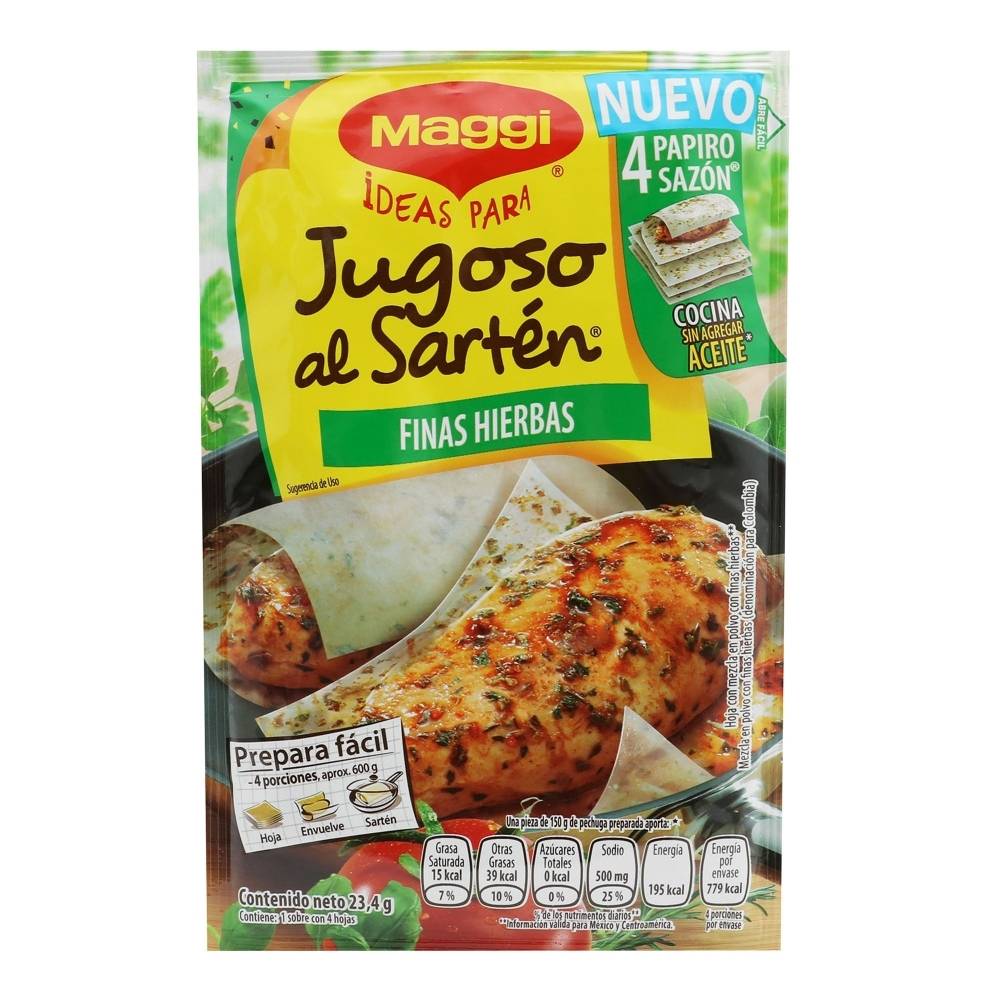 Maggi®
iDEAS PARA
Jugoso
al Sartén®
FINAS HIERBAS
NUEVO
4 PAPIRO
SAZÓN®
ABRE FÁCIL
COCINA
SIN AGREGAR
ACEITE*
Sugerencia de Uso
Hoja con mezcla en polvo con finas hierbas**
Mezcla en polvo con finas hierbas (denominación para Colombia)
Prepara fácil
- 4 porciones, aprox. 600 g
Hoja Envuelve Sartén
Una pieza de 150 g de pechuga preparada aporta: *
Grasa Saturada 15 kcal 7 %
Otras Grasas 39 kcal 10 %
Azúcares Totales 0 kcal 0 %
Sodio 500 mg 25 %
Energía 195 kcal
Energía por envase 779 kcal
4 porciones por envase
% de los nutrimentos diarios**
**Información válida para México y Centroamérica.
Contenido neto 23,4 g
Contiene: 1 sobre con 4 hojas